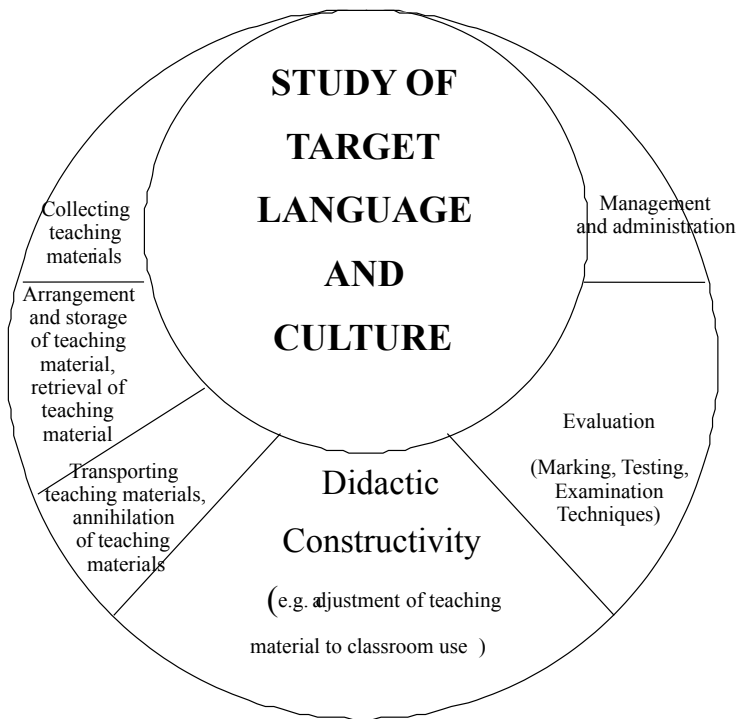 STUDY OF
TARGET
LANGUAGE
AND
CULTURE
Collecting
teaching
materials
Arrangement
and storage
of teaching
material,
retrieval of
teaching
material
Transporting
teaching materials,
annihilation
of teaching
materials
Didactic
Constructivity
(e.g. adjustment of teaching
material to classroom use )
Evaluation
(Marking, Testing,
Examination
Techniques)
Management
and administration